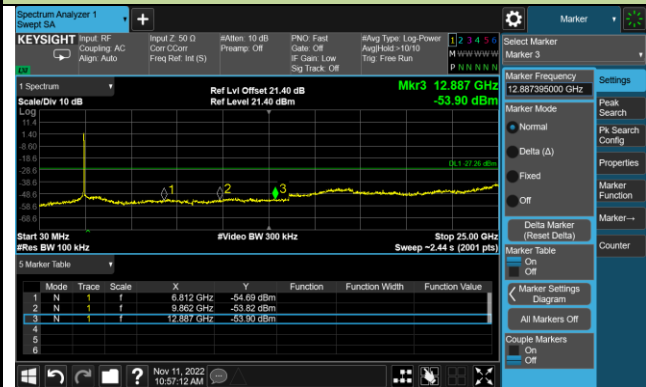 Spectrum Analyzer 1
Swept SA
Marker
KEYSIGHT
Input: RF
Coupling: AC
Align: Auto
Input Z: 50 Ω
Corr CCorr
Freq Ref: Int (S)
#Atten: 10 dB
Preamp: Off
PNO: Fast
Gate: Off
IF Gain: Low
Sig Track: Off
#Avg Type: Log-Power
Avg|Hold:>10/10
Trig: Free Run
1 2 3 4 5 6
M W W W W W
P N N N N N
Select Marker
Marker 3
1 Spectrum
Scale/Div 10 dB
Ref Lvl Offset 21.40 dB
Ref Level 21.40 dBm
Mkr3 12.887 GHz
-53.90 dBm
Log
11.4
1.40
-8.60
-18.6
-28.6
-38.6
-48.6
-58.6
-68.6
DL1 -27.26 dBm
1
2
3
Start 30 MHz
#Res BW 100 kHz
#Video BW 300 kHz
Stop 25.00 GHz
Sweep ~2.44 s (2001 pts)
5 Marker Table
Mode Trace Scale X Y Function Function Width Function Value
1 N 1 f 6.812 GHz -54.69 dBm
2 N 1 f 9.862 GHz -53.82 dBm
3 N 1 f 12.887 GHz -53.90 dBm
4
5
6
Marker Frequency
12.887395000 GHz
Marker Mode
Normal
Delta (Δ)
Fixed
Off
Delta Marker
(Reset Delta)
Marker Table
On
Off
Marker Settings
Diagram
All Markers Off
Couple Markers
On
Off
Settings
Peak
Search
Pk Search
Config
Properties
Marker
Function
Marker→
Counter
Nov 11, 2022
10:57:12 AM